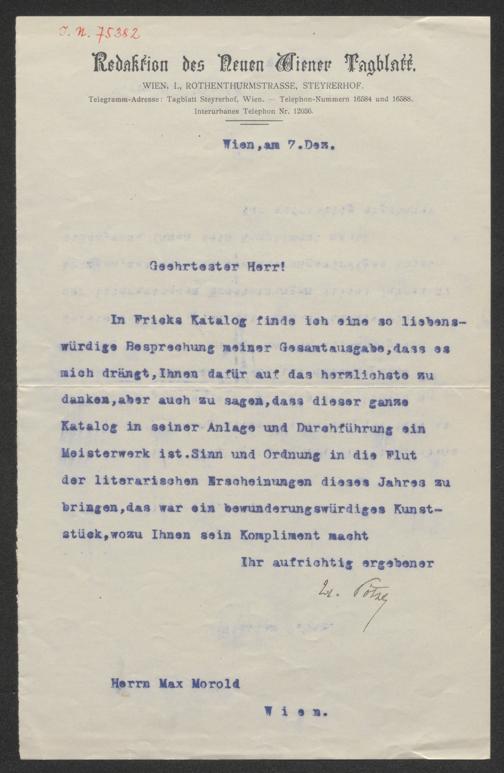 I. N. 75382
Redaktion des Neuen Wiener Tagblatt.
WIEN, I., ROTHENTHURMSTRASSE, STEYRERHOF.
Telegramm-Adresse: Tagblatt Steyrerhof, Wien. — Telephon-Nummern 16584 und 16588.
Interurbanes Telephon Nr. 12036.
Wien,am 7.Dez.
Geehrtester Herr!
In Fricks Katalog finde ich eine so liebens-
würdige Besprechung meiner Gesamtausgabe,dass es
mich drängt,Ihnen dafür auf das herzlichste zu
danken,aber auch zu sagen,dass dieser ganze
Katalog in seiner Anlage und Durchführung ein
Meisterwerk ist.Sinn und Ordnung in die Flut
der literarischen Erscheinungen dieses Jahres zu
bringen,das war ein bewunderungswürdiges Kunst-
stück,wozu Ihnen sein Kompliment macht
Ihr aufrichtig ergebener
Herrn Max Morold
Wien.